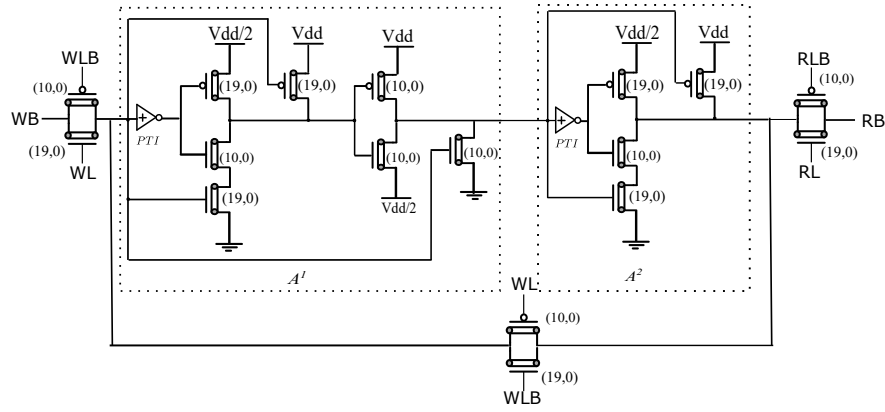 WLB
(10,0)
WB
(19,0)
WL
PTI
Vdd/2
(19,0)
(10,0)
(19,0)
Vdd
(19,0)
Vdd
(10,0)
(10,0)
Vdd/2
(10,0)
A¹
PTI
Vdd/2
(19,0)
(10,0)
(19,0)
Vdd
(19,0)
A²
RLB
(10,0)
RB
(19,0)
RL
WL
(10,0)
(19,0)
WLB